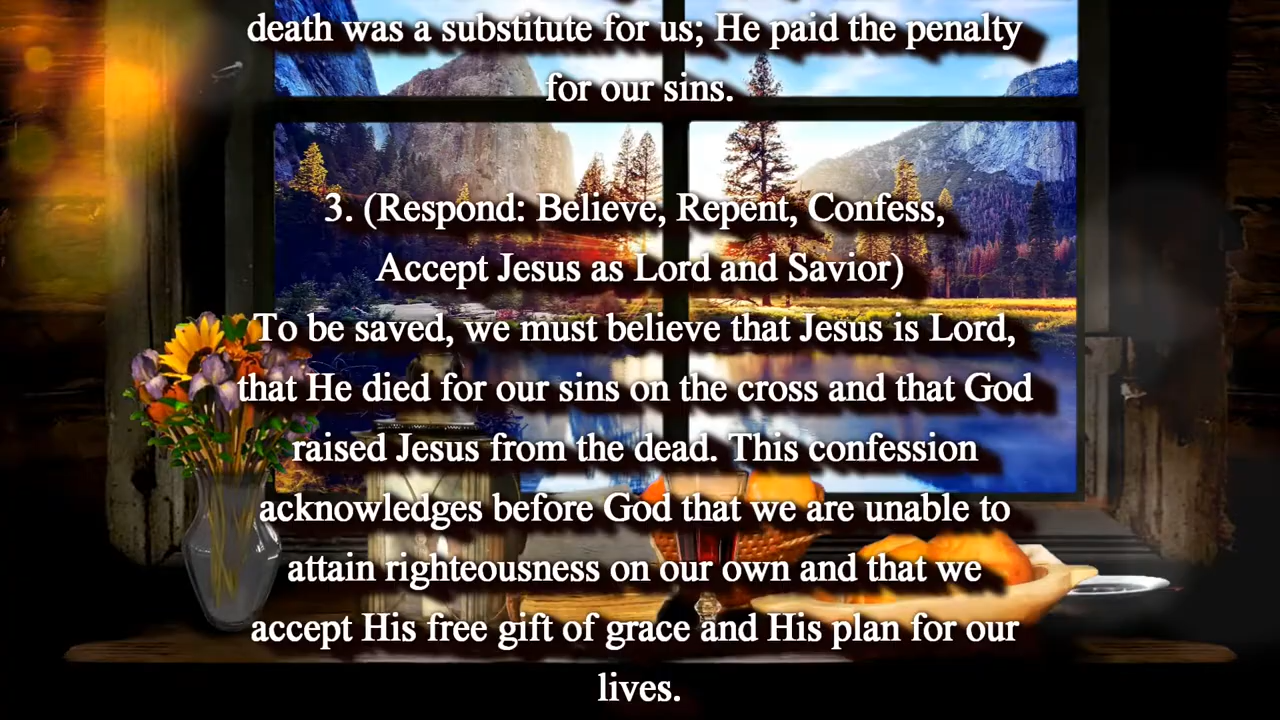 death was a substitute for us; He paid the penalty
for our sins.
3. (Respond: Believe, Repent, Confess,
Accept Jesus as Lord and Savior)
To be saved, we must believe that Jesus is Lord,
that He died for our sins on the cross and that God
raised Jesus from the dead. This confession
acknowledges before God that we are unable to
attain righteousness on our own and that we
accept His free gift of grace and His plan for our
lives.